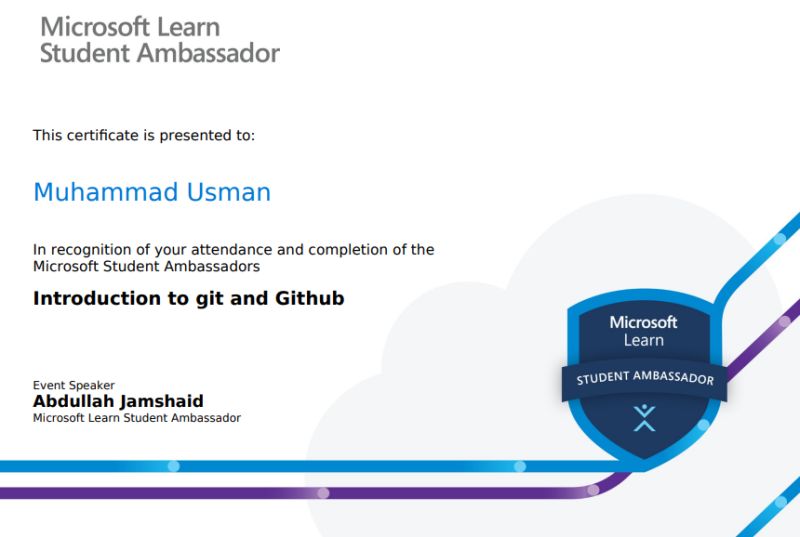 Microsoft Learn
Student Ambassador
This certificate is presented to:
Muhammad Usman
In recognition of your attendance and completion of the
Microsoft Student Ambassadors
Introduction to git and Github
Event Speaker
Abdullah Jamshaid
Microsoft Learn Student Ambassador
Microsoft
Learn
STUDENT AMBASSADOR